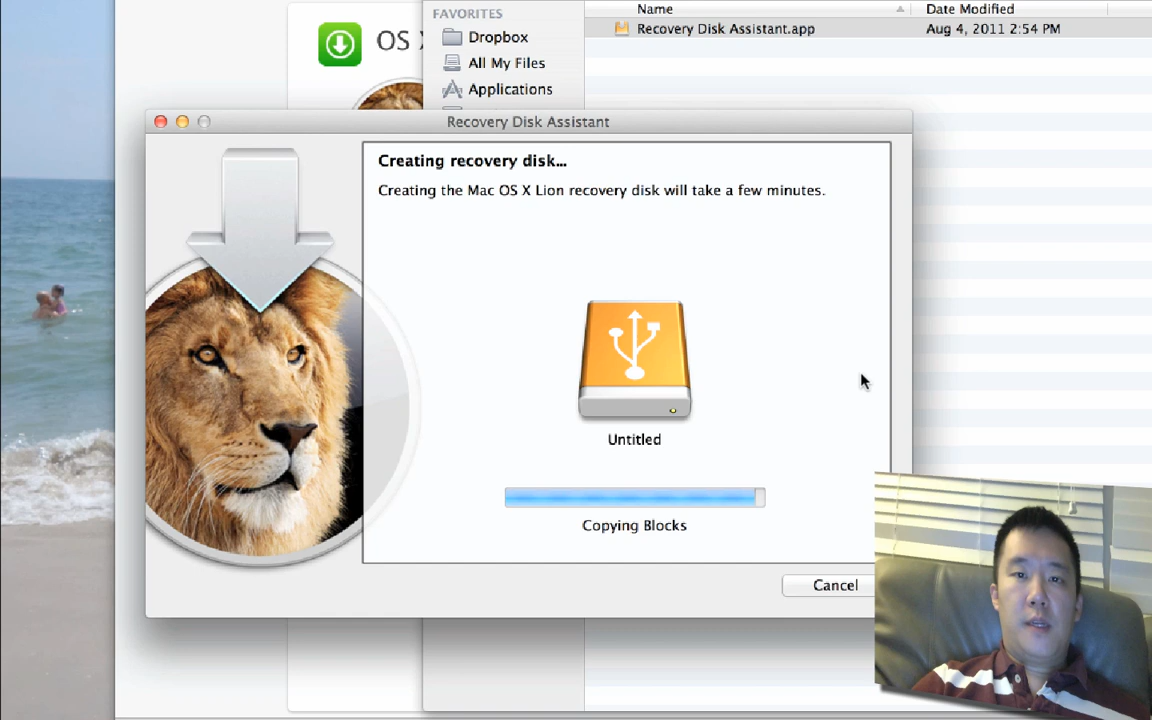 FAVORITES
Dropbox
All My Files
Applications
Name
Date Modified
Recovery Disk Assistant.app
Aug 4, 2011 2:54 PM
OS
Recovery Disk Assistant
Creating recovery disk...
Creating the Mac OS X Lion recovery disk will take a few minutes.
Untitled
Copying Blocks
Cancel